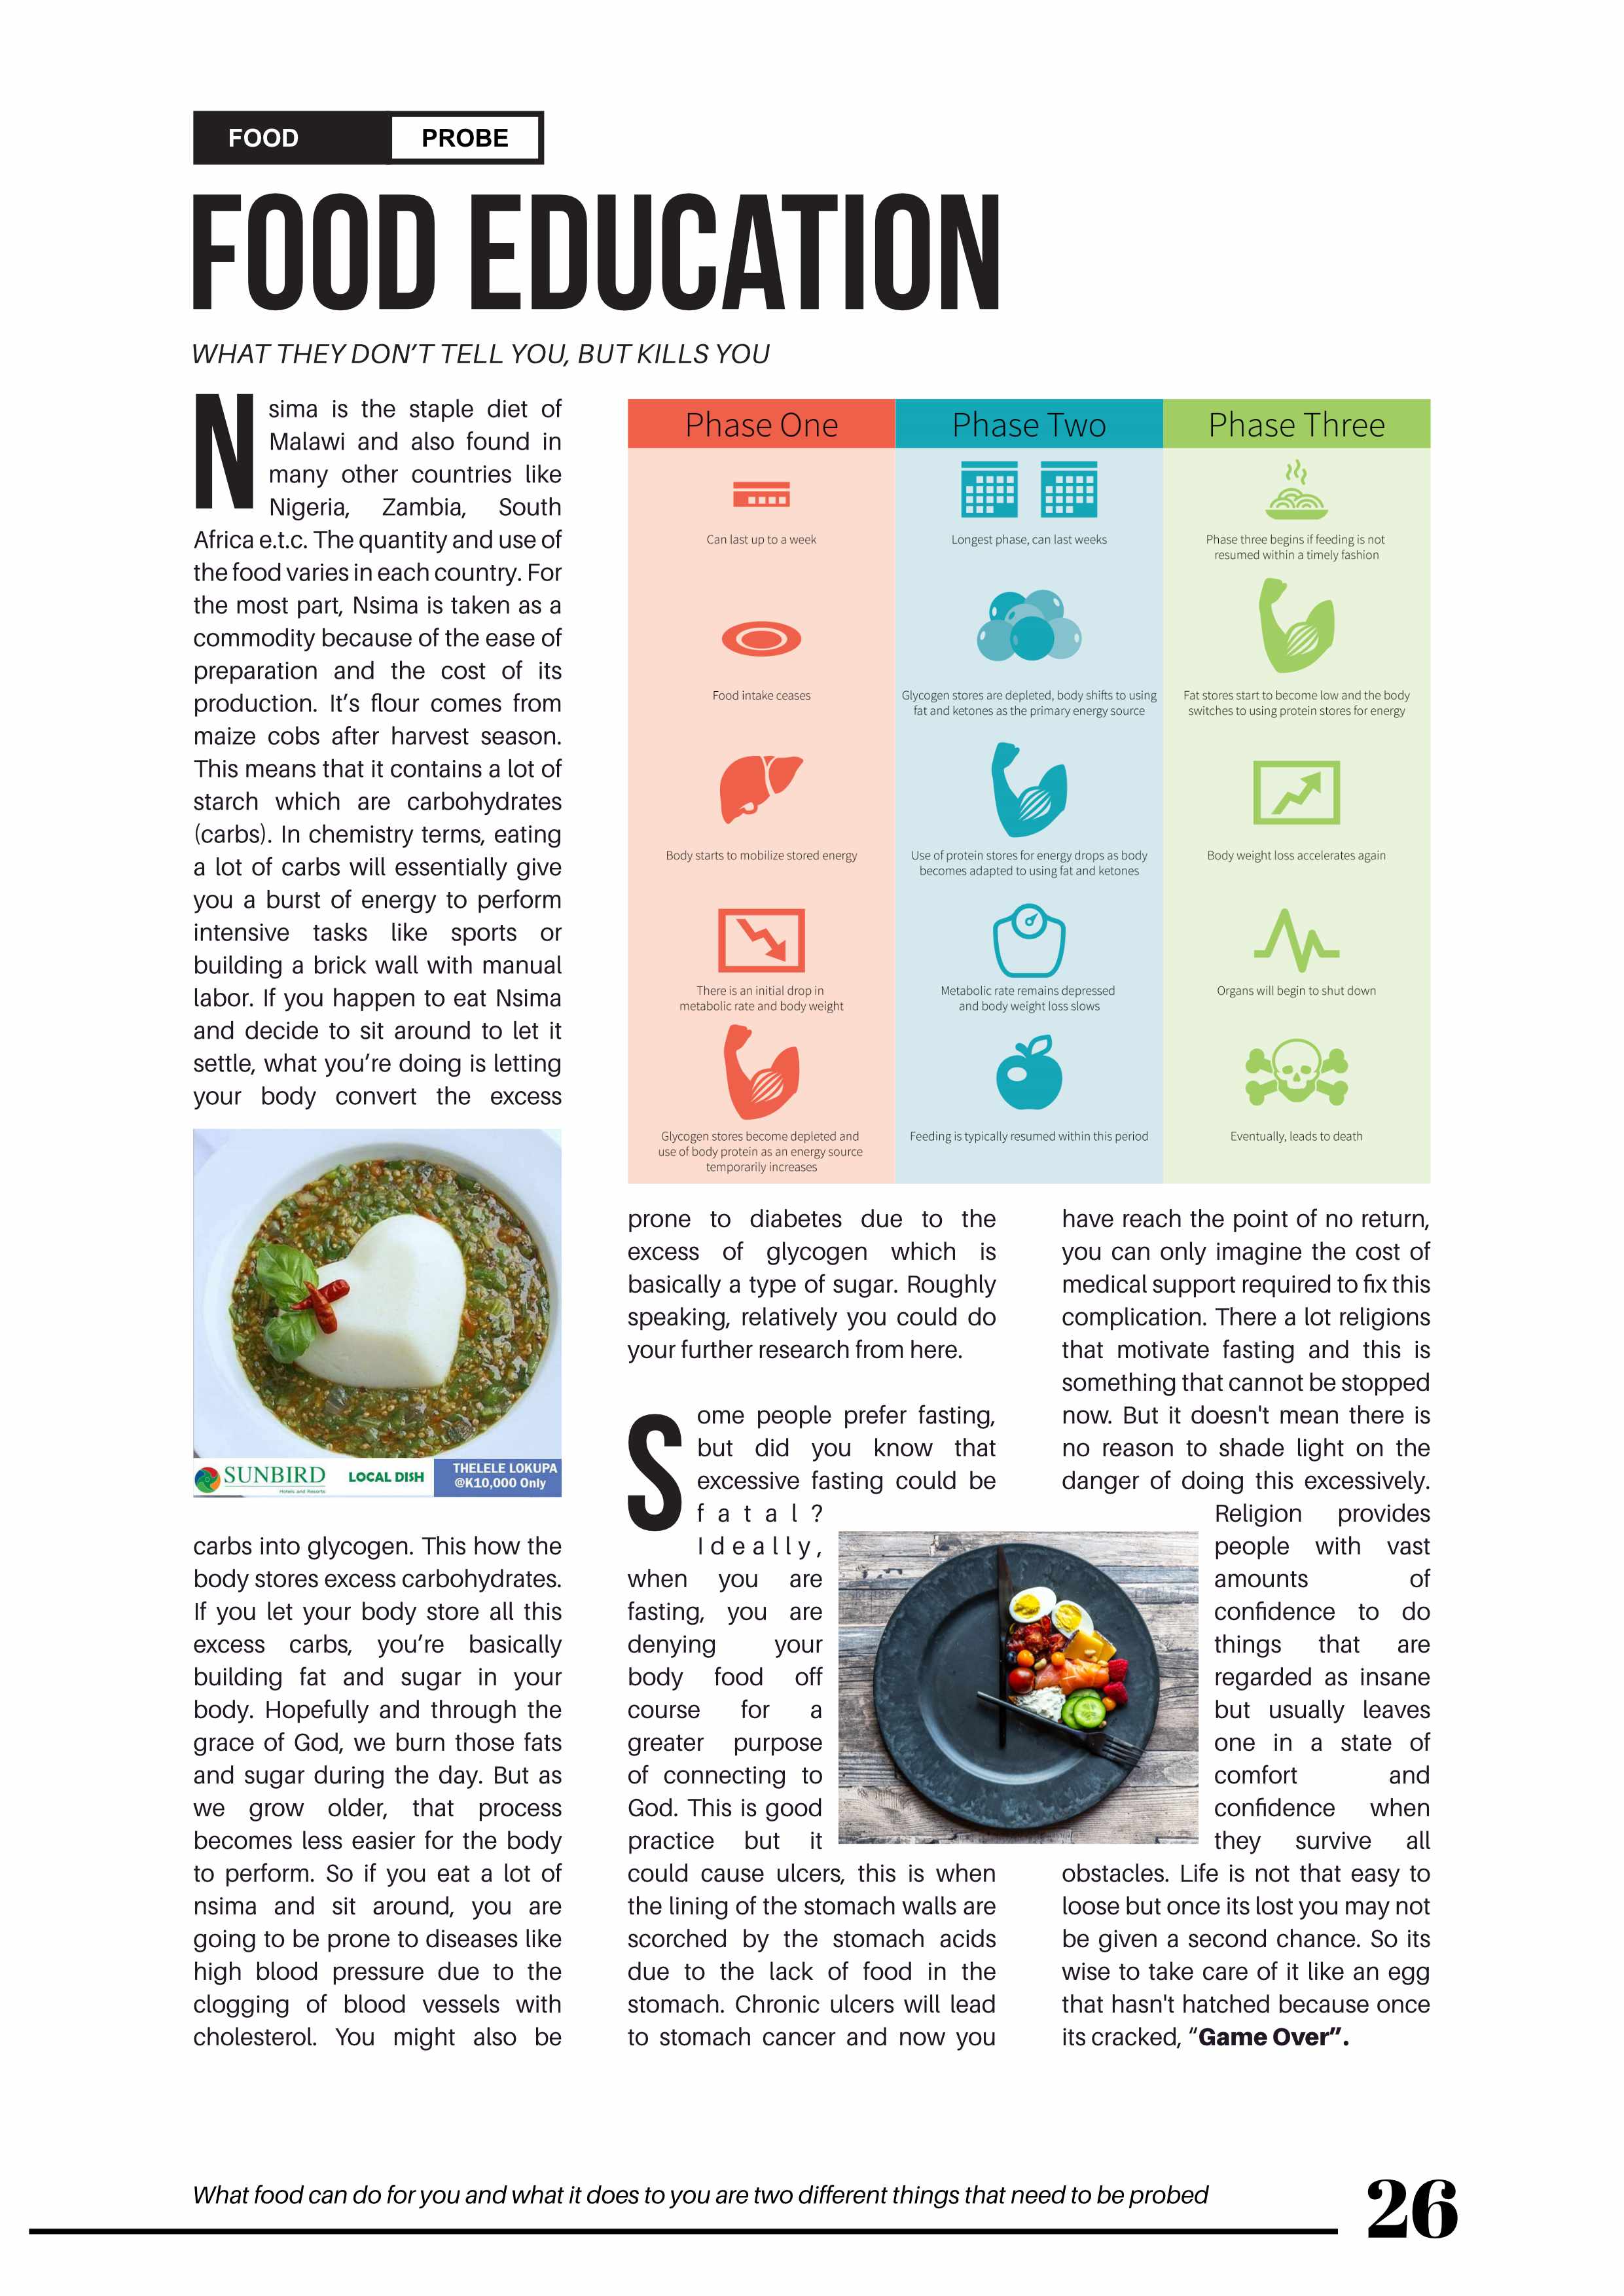 FOOD PROBE
FOOD EDUCATION
WHAT THEY DON'T TELL YOU, BUT KILLS YOU
Nsima is the staple diet of
Malawi and also found in
many other countries like
Nigeria, Zambia, South
Africa e.t.c. The quantity and use of
the food varies in each country. For
the most part, Nsima is taken as a
commodity because of the ease of
preparation and the cost of its
production. It's flour comes from
maize cobs after harvest season.
This means that it contains a lot of
starch which are carbohydrates
(carbs). In chemistry terms, eating
a lot of carbs will essentially give
you a burst of energy to perform
intensive tasks like sports or
building a brick wall with manual
labor. If you happen to eat Nsima
and decide to sit around to let it
settle, what you're doing is letting
your body convert the excess
SUNBIRD
Hotels and Resorts
LOCAL DISH
THELELE LOKUPA
@K10,000 Only
carbs into glycogen. This how the
body stores excess carbohydrates.
If you let your body store all this
excess carbs, you're basically
building fat and sugar in your
body. Hopefully and through the
grace of God, we burn those fats
and sugar during the day. But as
we grow older, that process
becomes less easier for the body
to perform. So if you eat a lot of
nsima and sit around, you are
going to be prone to diseases like
high blood pressure due to the
clogging of blood vessels with
cholesterol. You might also be
Phase One
Can last up to a week
Food intake ceases
Body starts to mobilize stored energy
There is an initial drop in
metabolic rate and body weight
Glycogen stores become depleted and
use of body protein as an energy source
temporarily increases
Phase Two
Longest phase, can last weeks
Glycogen stores are depleted, body shifts to using
fat and ketones as the primary energy source
Use of protein stores for energy drops as body
becomes adapted to using fat and ketones
Metabolic rate remains depressed
and body weight loss slows
Feeding is typically resumed within this period
Phase Three
Phase three begins if feeding is not
resumed within a timely fashion
Fat stores start to become low and the body
switches to using protein stores for energy
Body weight loss accelerates again
Organs will begin to shut down
Eventually, leads to death
prone to diabetes due to the
excess of glycogen which is
basically a type of sugar. Roughly
speaking, relatively you could do
your further research from here.
Some people prefer fasting,
but did you know that
excessive fasting could be
fatal?
Ideally,
when you are
fasting, you are
denying your
body food off
course for a
greater purpose
of connecting to
God. This is good
practice but it
could cause ulcers, this is when
the lining of the stomach walls are
scorched by the stomach acids
due to the lack of food in the
stomach. Chronic ulcers will lead
to stomach cancer and now you
have reach the point of no return,
you can only imagine the cost of
medical support required to fix this
complication. There a lot religions
that motivate fasting and this is
something that cannot be stopped
now. But it doesn't mean there is
no reason to shade light on the
danger of doing this excessively.
Religion provides
people with vast
amounts of
confidence to do
things that are
regarded as insane
but usually leaves
one in a state of
comfort and
confidence when
they survive all
obstacles. Life is not that easy to
loose but once its lost you may not
be given a second chance. So its
wise to take care of it like an egg
that hasn't hatched because once
its cracked, "Game Over".
What food can do for you and what it does to you are two different things that need to be probed
26